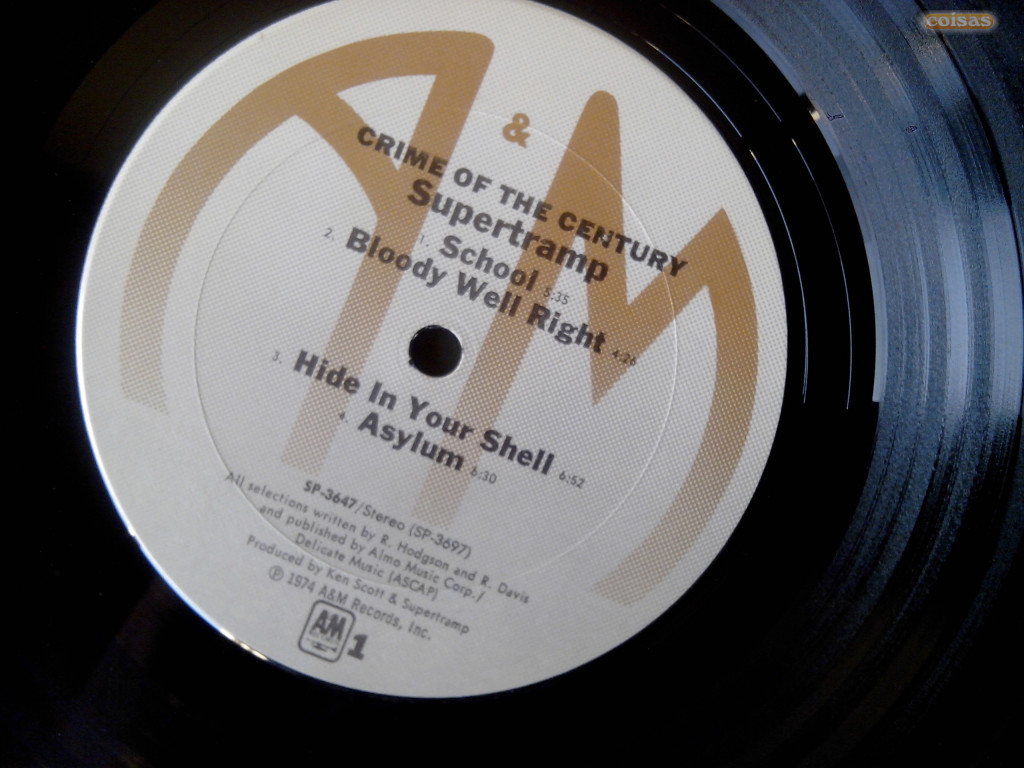 coisas
A&M
CRIME OF THE CENTURY
Supertramp
1. School 5:35
2. Bloody Well Right 4:26
3. Hide In Your Shell 6:52
4. Asylum 6:30
SP-3647/Stereo (SP-3697)
All selections written by R. Hodgson and R. Davis
and published by Almo Music Corp./
Delicate Music (ASCAP)
Produced by Ken Scott & Supertramp
℗ 1974 A&M Records, Inc.
A&M 1